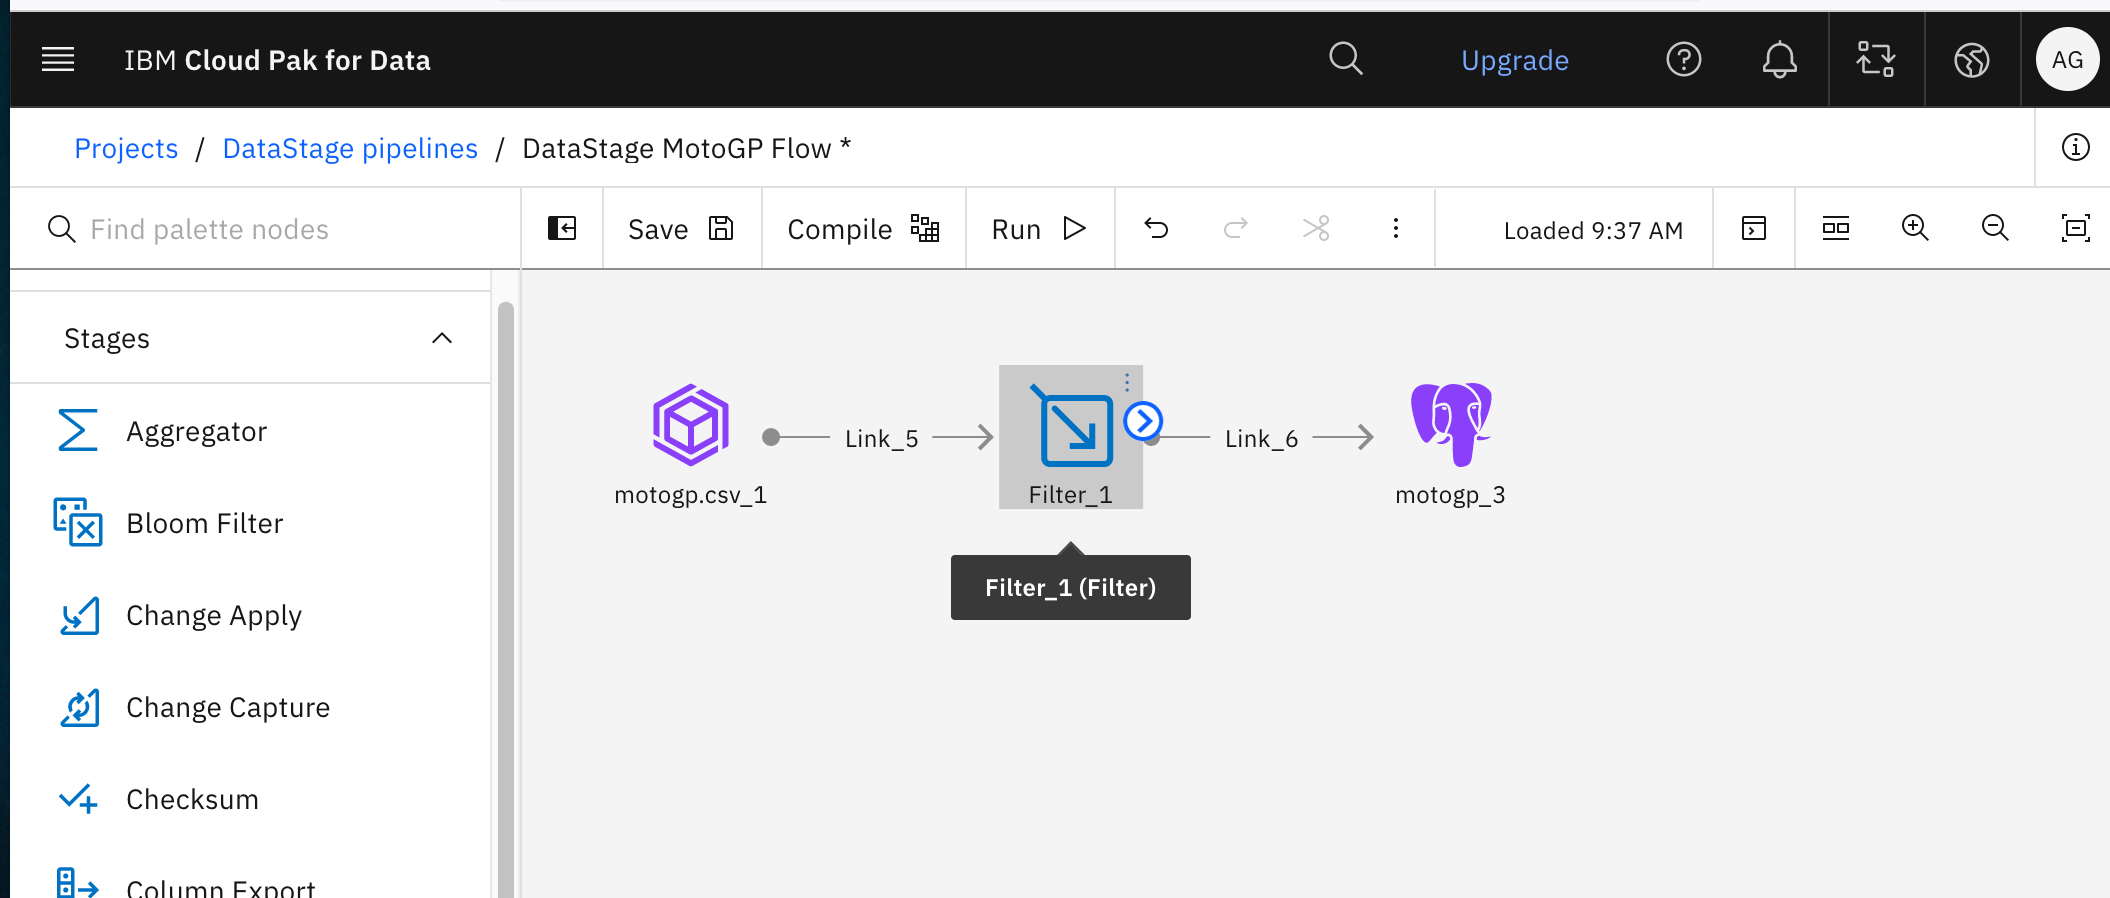 IBM Cloud Pak for Data
Upgrade
AG
Projects / DataStage pipelines / DataStage MotoGP Flow *
Find palette nodes
Save
Compile
Run
Loaded 9:37 AM
Stages
Aggregator
Bloom Filter
Change Apply
Change Capture
Checksum
Column Export
Link_5
Link_6
motogp.csv_1
Filter_1
motogp_3
Filter_1 (Filter)